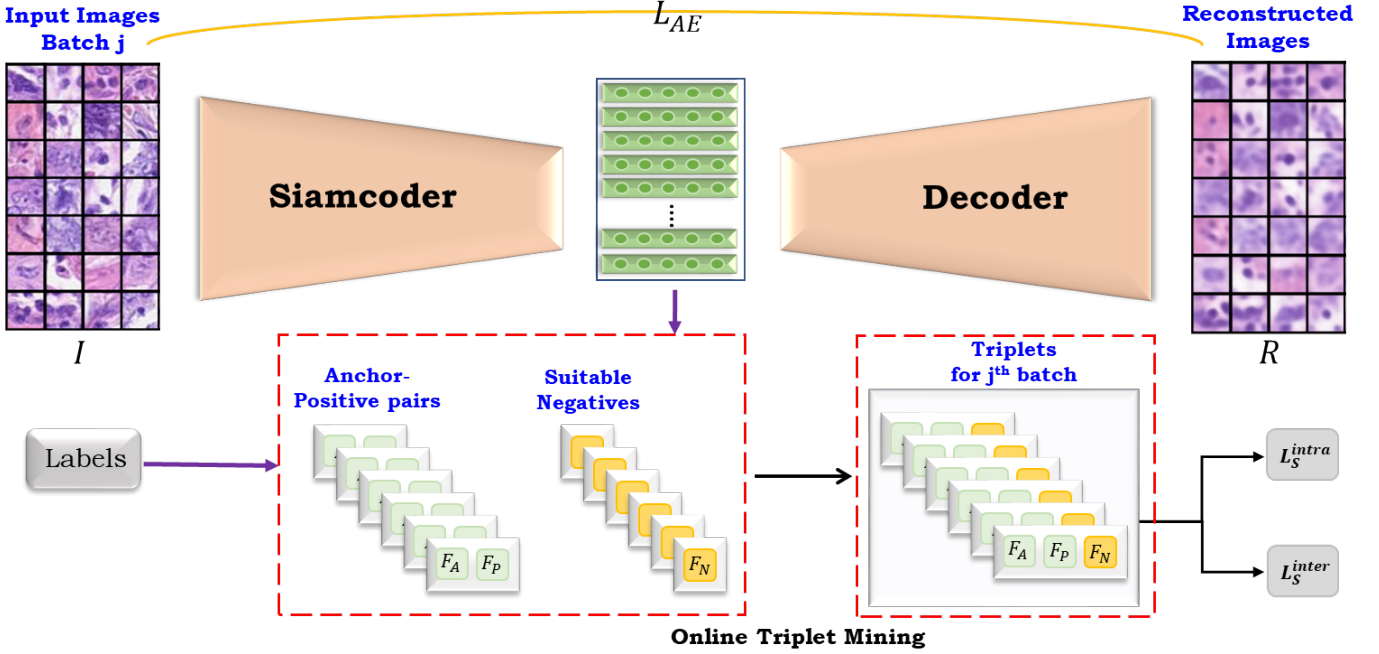 Input Images
Batch j
L_AE
Reconstructed
Images
Siamcoder
Decoder
I
R
Anchor-
Positive pairs
Suitable
Negatives
Triplets
for j^th batch
Labels
F_A F_P
F_N
F_A F_P F_N
L_S^intra
L_S^inter
Online Triplet Mining